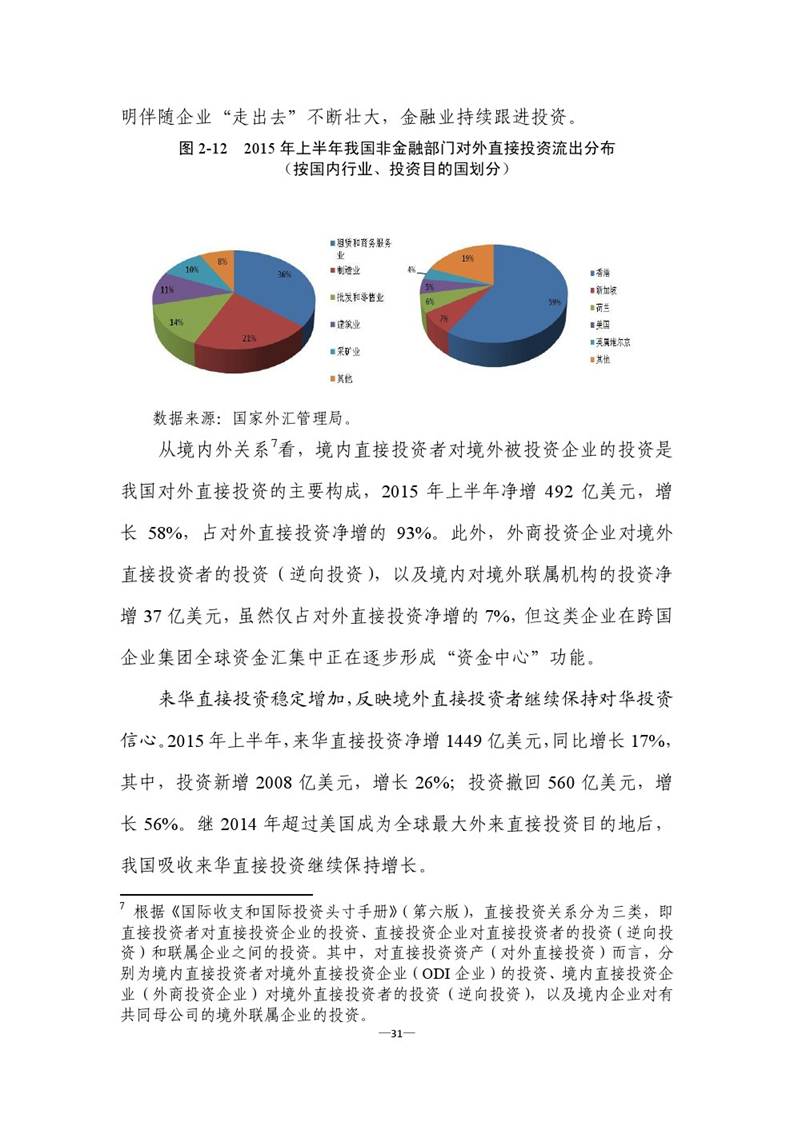 明伴随企业“走出去”不断壮大，金融业持续跟进投资。
图 2-12 2015 年上半年我国非金融部门对外直接投资流出分布
（按国内行业、投资目的国划分）
36%
21%
14%
11%
10%
8%
租赁和商务服务
业
制造业
批发和零售业
建筑业
采矿业
其他
59%
7%
6%
5%
4%
19%
香港
新加坡
荷兰
美国
英属维尔京
其他
数据来源：国家外汇管理局。
从境内外关系7看，境内直接投资者对境外被投资企业的投资是
我国对外直接投资的主要构成，2015 年上半年净增 492 亿美元，增
长 58%，占对外直接投资净增的 93%。此外，外商投资企业对境外
直接投资者的投资（逆向投资），以及境内对境外联属机构的投资净
增 37 亿美元，虽然仅占对外直接投资净增的 7%，但这类企业在跨国
企业集团全球资金汇集中正在逐步形成“资金中心”功能。
来华直接投资稳定增加，反映境外直接投资者继续保持对华投资
信心。2015 年上半年，来华直接投资净增 1449 亿美元，同比增长 17%，
其中，投资新增 2008 亿美元，增长 26%；投资撤回 560 亿美元，增
长 56%。继 2014 年超过美国成为全球最大外来直接投资目的地后，
我国吸收来华直接投资继续保持增长。
7 根据《国际收支和国际投资头寸手册》（第六版），直接投资关系分为三类，即
直接投资者对直接投资企业的投资、直接投资企业对直接投资者的投资（逆向投
资）和联属企业之间的投资。其中，对直接投资资产（对外直接投资）而言，分
别为境内直接投资者对境外直接投资企业（ODI 企业）的投资、境内直接投资企
业（外商投资企业）对境外直接投资者的投资（逆向投资），以及境内企业对有
共同母公司的境外联属企业的投资。
—31—